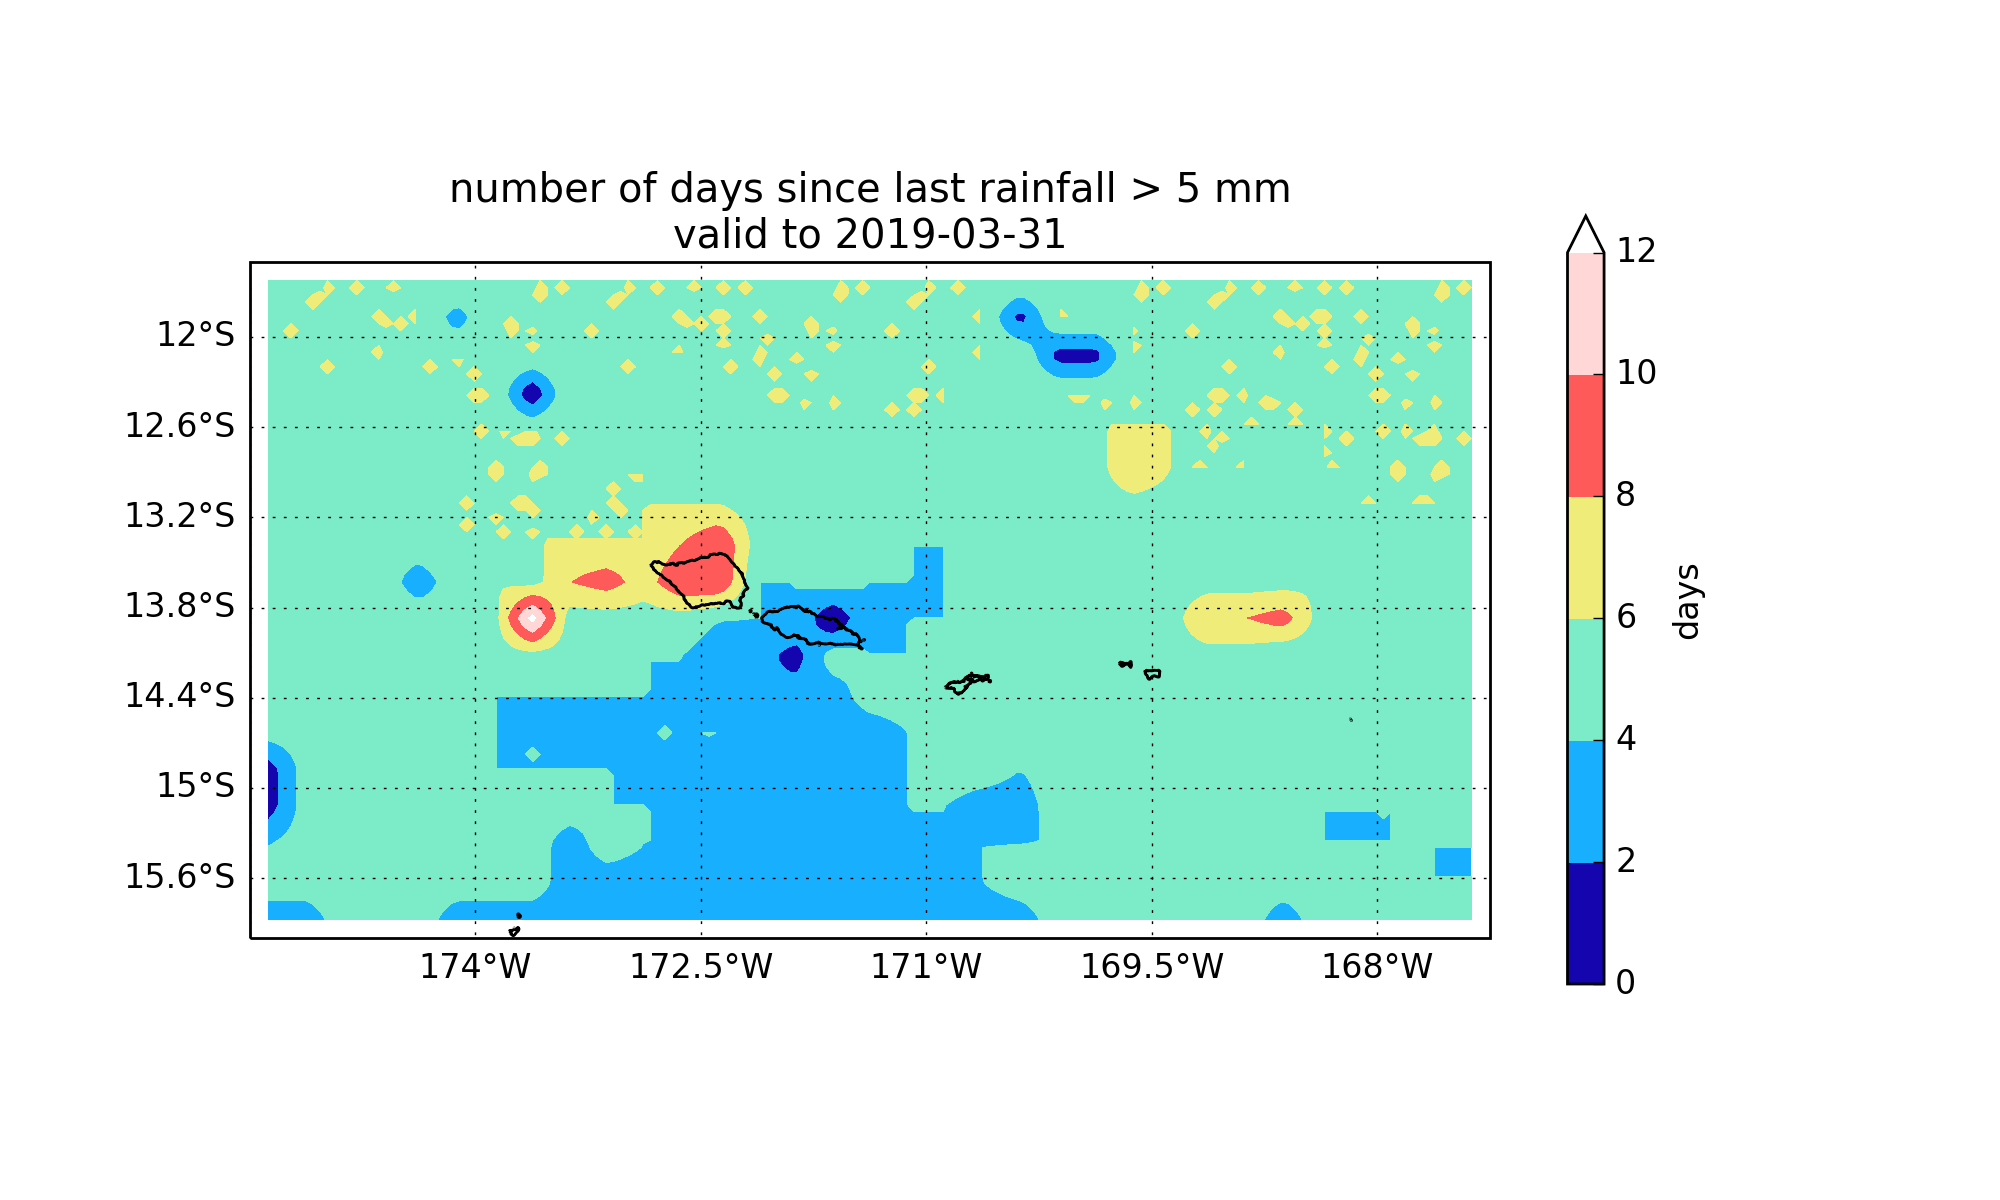 number of days since last rainfall > 5 mm
valid to 2019-03-31
12°S
12.6°S
13.2°S
13.8°S
14.4°S
15°S
15.6°S
174°W
172.5°W
171°W
169.5°W
168°W
12
10
8
6
4
2
0
days